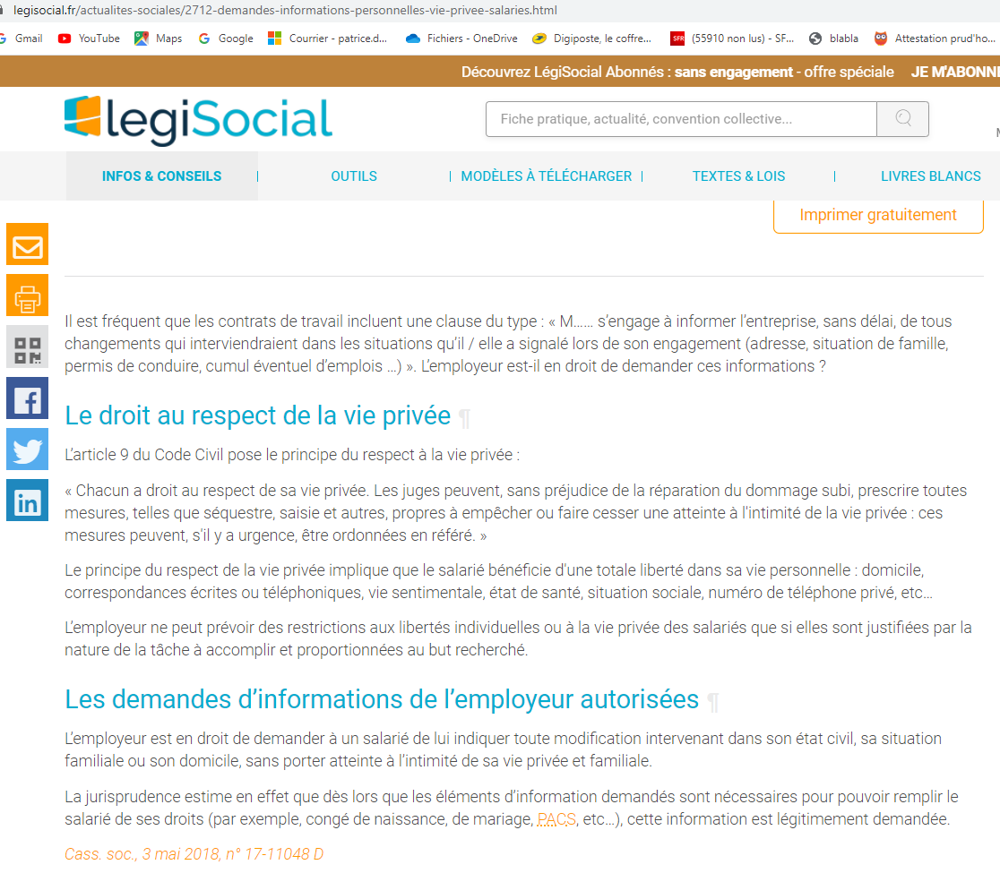 legisocial.fr/actualites-sociales/2712-demandes-informations-personnelles-vie-privee-salaries.html
Gmail YouTube Maps Google Courrier - patrice.d... Fichiers - OneDrive Digiposte, le coffre... SFR (55910 non lus) - SF... blabla Attestation prud'ho...
Découvrez LégiSocial Abonnés : sans engagement - offre spéciale JE M'ABONN
legiSocial
Fiche pratique, actualité, convention collective...
INFOS & CONSEILS | OUTILS | MODÈLES À TÉLÉCHARGER | TEXTES & LOIS | LIVRES BLANCS
Imprimer gratuitement
Il est fréquent que les contrats de travail incluent une clause du type : « M...... s’engage à informer l’entreprise, sans délai, de tous
changements qui interviendraient dans les situations qu’il / elle a signalé lors de son engagement (adresse, situation de famille,
permis de conduire, cumul éventuel d’emplois ...) ». L’employeur est-il en droit de demander ces informations ?
Le droit au respect de la vie privée ¶
L’article 9 du Code Civil pose le principe du respect à la vie privée :
« Chacun a droit au respect de sa vie privée. Les juges peuvent, sans préjudice de la réparation du dommage subi, prescrire toutes
mesures, telles que séquestre, saisie et autres, propres à empêcher ou faire cesser une atteinte à l'intimité de la vie privée : ces
mesures peuvent, s'il y a urgence, être ordonnées en référé. »
Le principe du respect de la vie privée implique que le salarié bénéficie d'une totale liberté dans sa vie personnelle : domicile,
correspondances écrites ou téléphoniques, vie sentimentale, état de santé, situation sociale, numéro de téléphone privé, etc…
L’employeur ne peut prévoir des restrictions aux libertés individuelles ou à la vie privée des salariés que si elles sont justifiées par la
nature de la tâche à accomplir et proportionnées au but recherché.
Les demandes d’informations de l’employeur autorisées ¶
L’employeur est en droit de demander à un salarié de lui indiquer toute modification intervenant dans son état civil, sa situation
familiale ou son domicile, sans porter atteinte à l’intimité de sa vie privée et familiale.
La jurisprudence estime en effet que dès lors que les éléments d’information demandés sont nécessaires pour pouvoir remplir le
salarié de ses droits (par exemple, congé de naissance, de mariage, PACS, etc…), cette information est légitimement demandée.
Cass. soc., 3 mai 2018, n° 17-11048 D